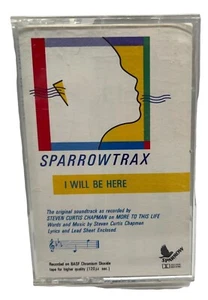 SPARROWTRAX
I WILL BE HERE
The original soundtrack as recorded by
STEVEN CURTIS CHAPMAN on MORE TO THIS LIFE
Words and Music by Steven Curtis Chapman
Lyrics and Lead Sheet Enclosed
Recorded on BASF Chromium Dioxide
tape for higher quality (120µ sec.)
SPARROW